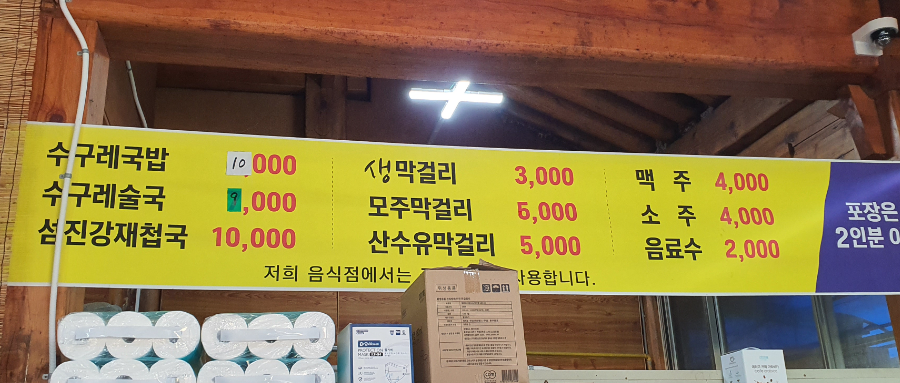 수구레국밥 10,000
수구레술국 9,000
섬진강재첩국 10,000
생막걸리 3,000
모주막걸리 5,000
산수유막걸리 5,000
맥 주 4,000
소 주 4,000
음료수 2,000
포장은
2인분
저희 음식점에서는 사용합니다.